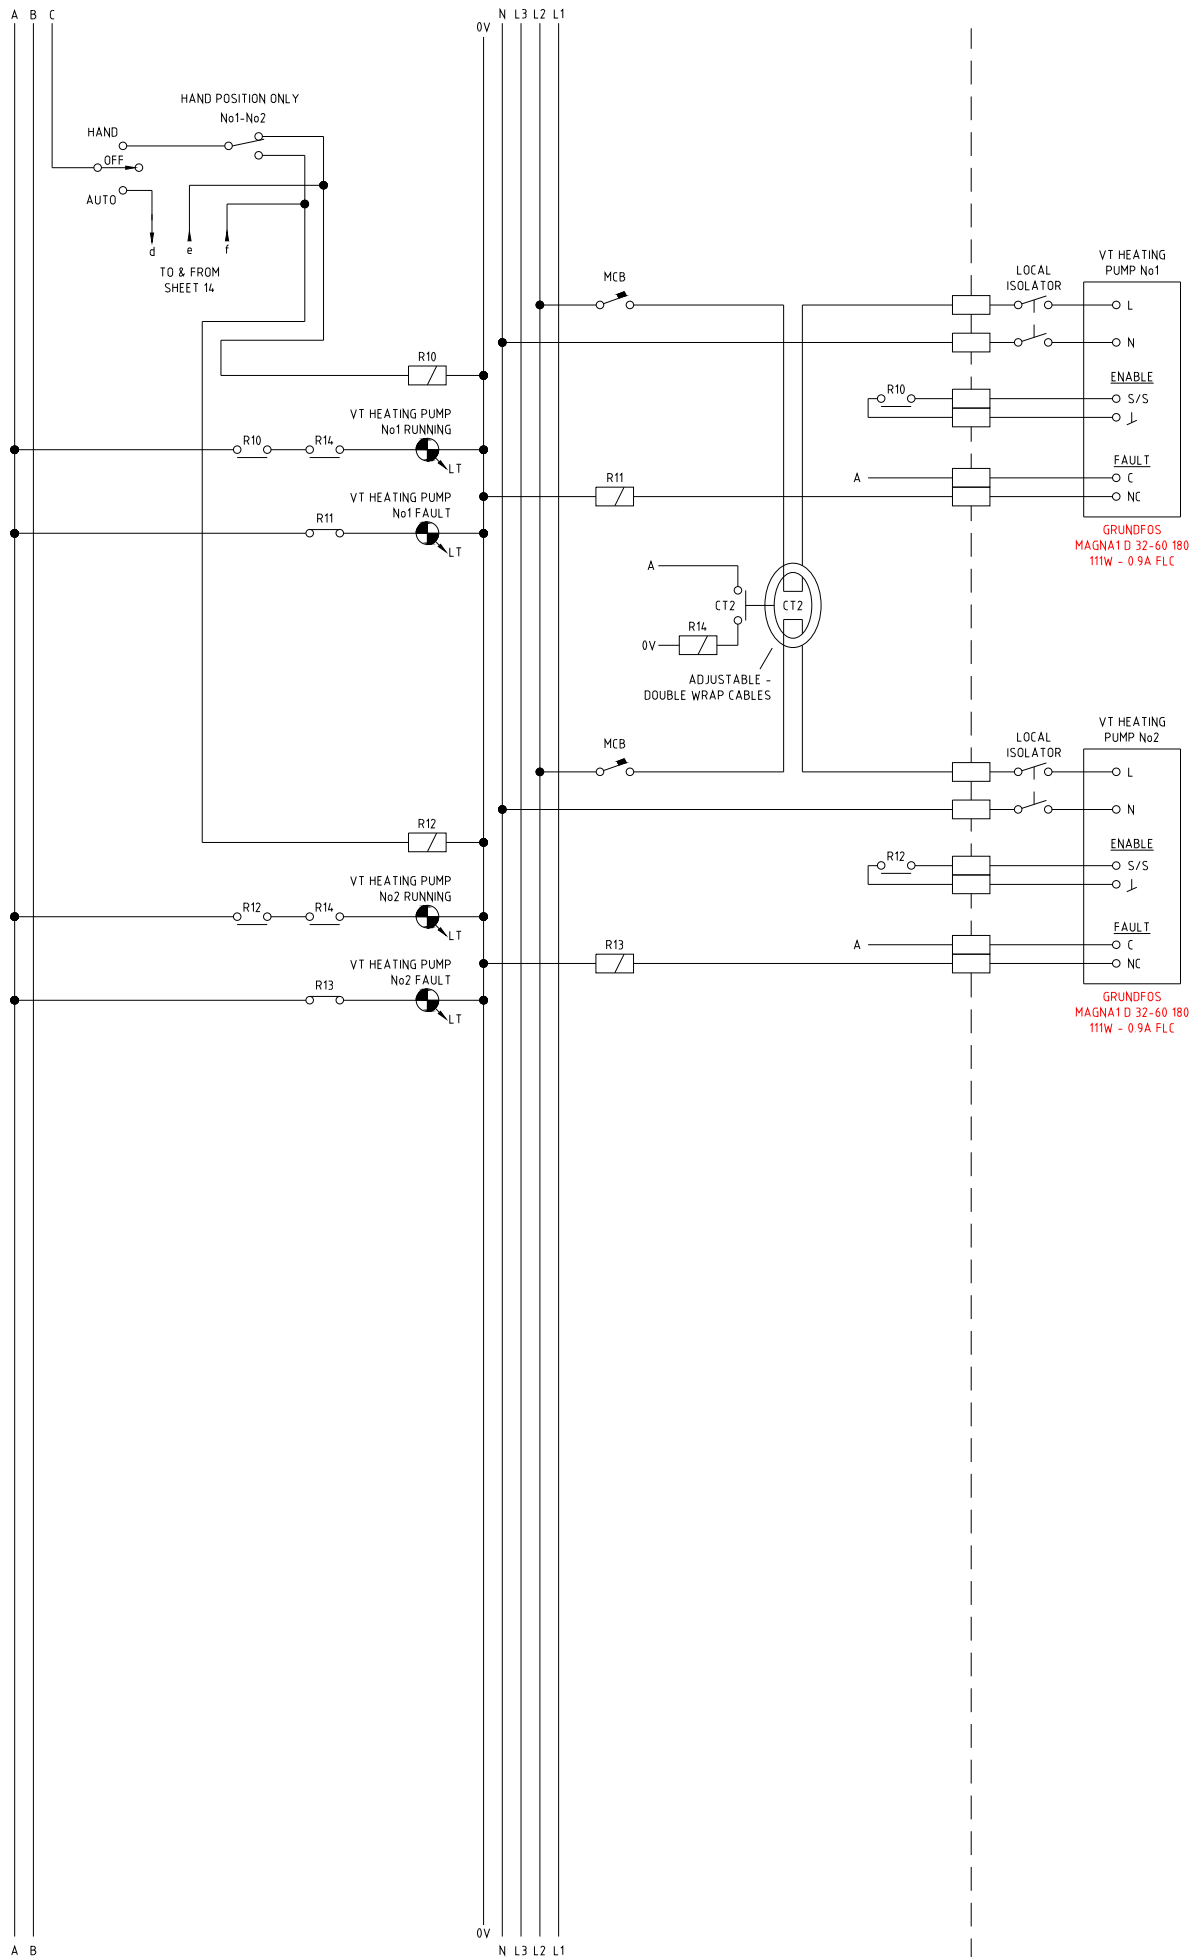 A B C
0V
N L3 L2 L1
HAND POSITION ONLY
No1-No2
HAND
OFF
AUTO
d e f
TO & FROM
SHEET 14
MCB
LOCAL
ISOLATOR
VT HEATING
PUMP No1
L
N
R10
R10
ENABLE
S/S
VT HEATING PUMP
No1 RUNNING
R10 R14
LT
FAULT
A
C
R11
NC
VT HEATING PUMP
No1 FAULT
R11
LT
GRUNDFOS
MAGNA1 D 32-60 180
111W - 0.9A FLC
A
CT2
CT2
R14
0V
ADJUSTABLE -
DOUBLE WRAP CABLES
MCB
LOCAL
ISOLATOR
VT HEATING
PUMP No2
L
N
R12
R12
ENABLE
S/S
VT HEATING PUMP
No2 RUNNING
R12 R14
LT
FAULT
A
C
R13
NC
VT HEATING PUMP
No2 FAULT
R13
LT
GRUNDFOS
MAGNA1 D 32-60 180
111W - 0.9A FLC
0V
A B
N L3 L2 L1